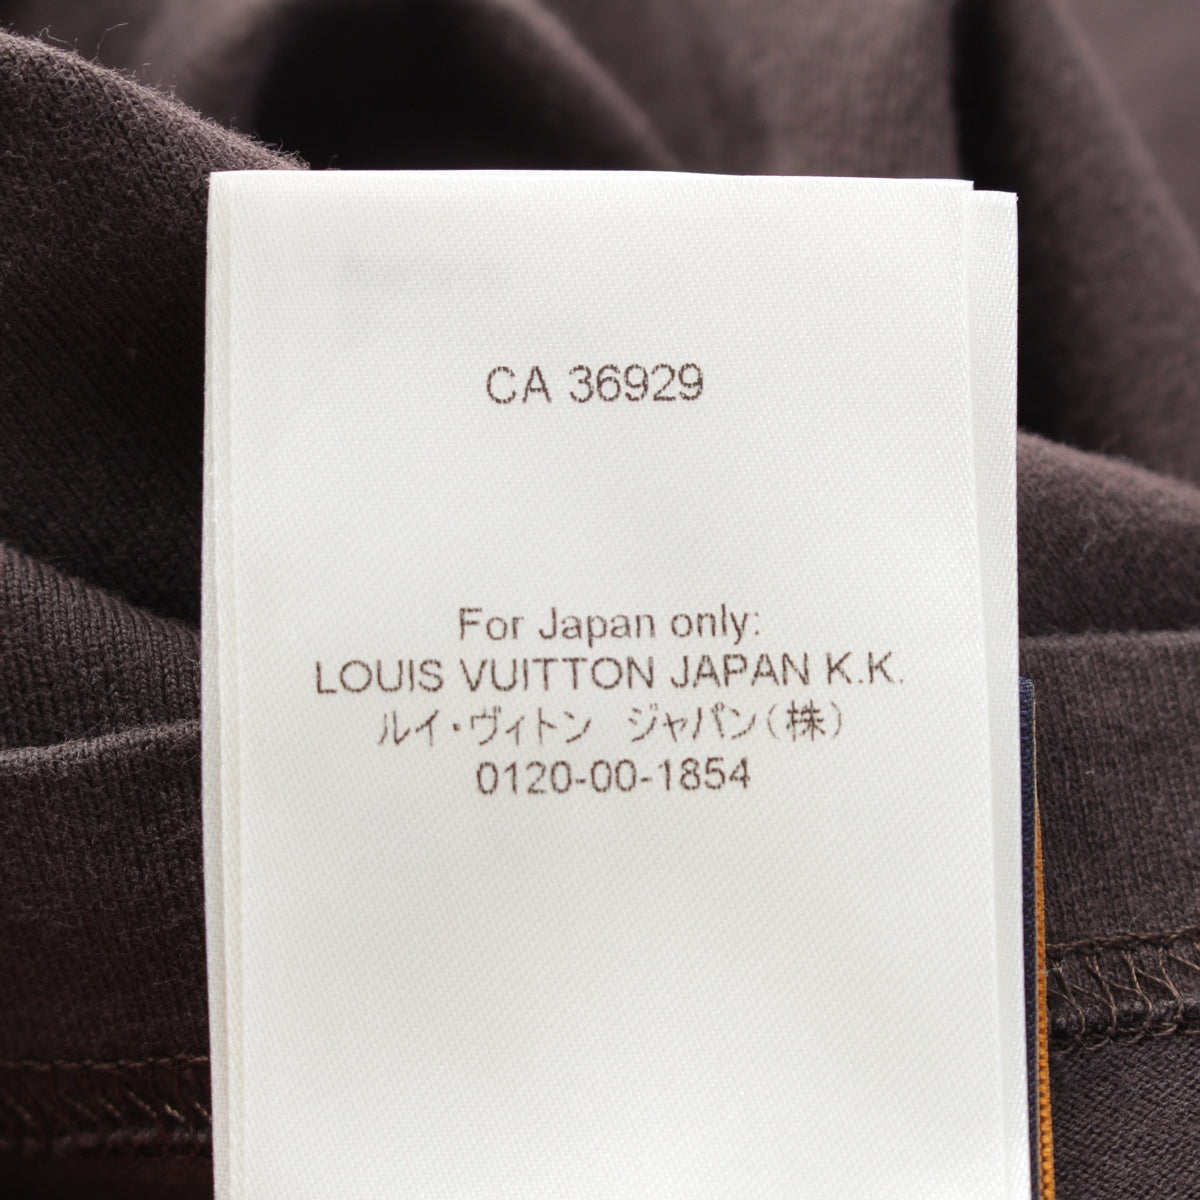 CA 36929
For Japan only:
LOUIS VUITTON JAPAN K.K.
ルイ・ヴィトン　ジャパン（株）
0120-00-1854